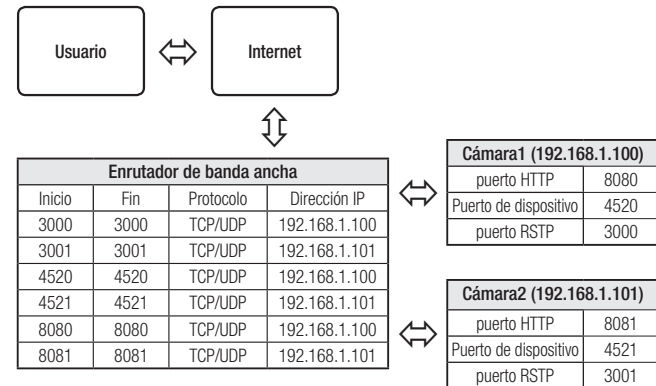 Usuario
Internet
Enrutador de banda ancha
Inicio Fin Protocolo Dirección IP
3000 3000 TCP/UDP 192.168.1.100
3001 3001 TCP/UDP 192.168.1.101
4520 4520 TCP/UDP 192.168.1.100
4521 4521 TCP/UDP 192.168.1.101
8080 8080 TCP/UDP 192.168.1.100
8081 8081 TCP/UDP 192.168.1.101
Cámara1 (192.168.1.100)
puerto HTTP 8080
Puerto de dispositivo 4520
puerto RSTP 3000
Cámara2 (192.168.1.101)
puerto HTTP 8081
Puerto de dispositivo 4521
puerto RSTP 3001